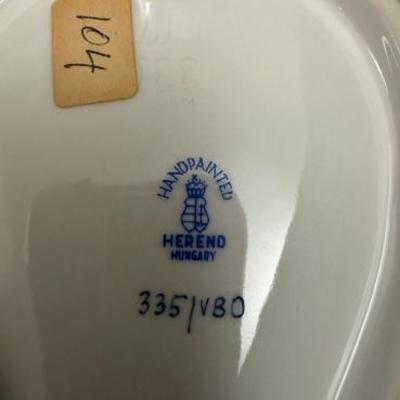 104
HANDPAINTED
HEREND
HUNGARY
335/VBO